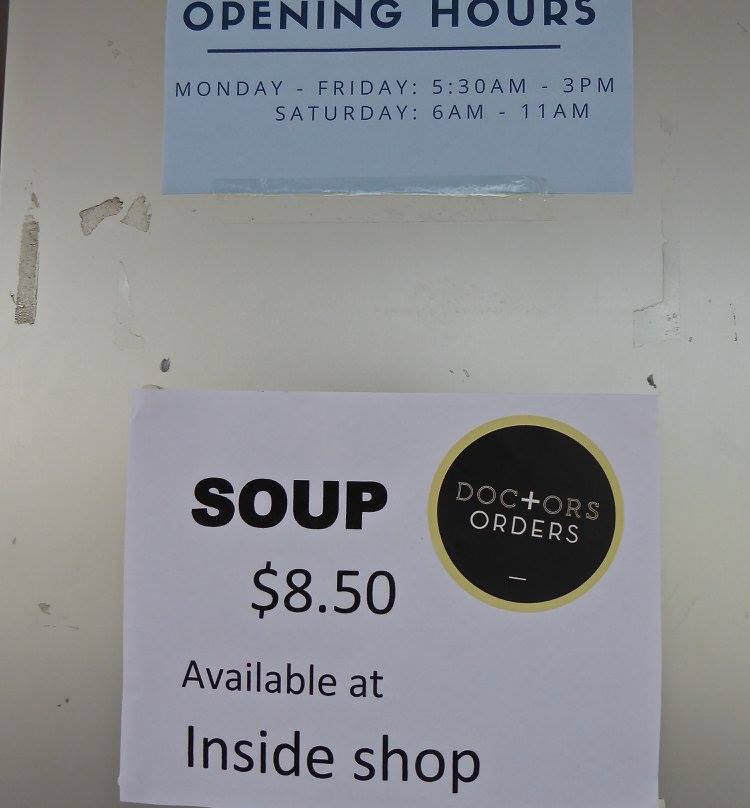 OPENING HOURS
MONDAY - FRIDAY: 5:30AM - 3PM
SATURDAY: 6AM - 11AM
SOUP
$8.50
DOCTORS
ORDERS
Available at
Inside shop